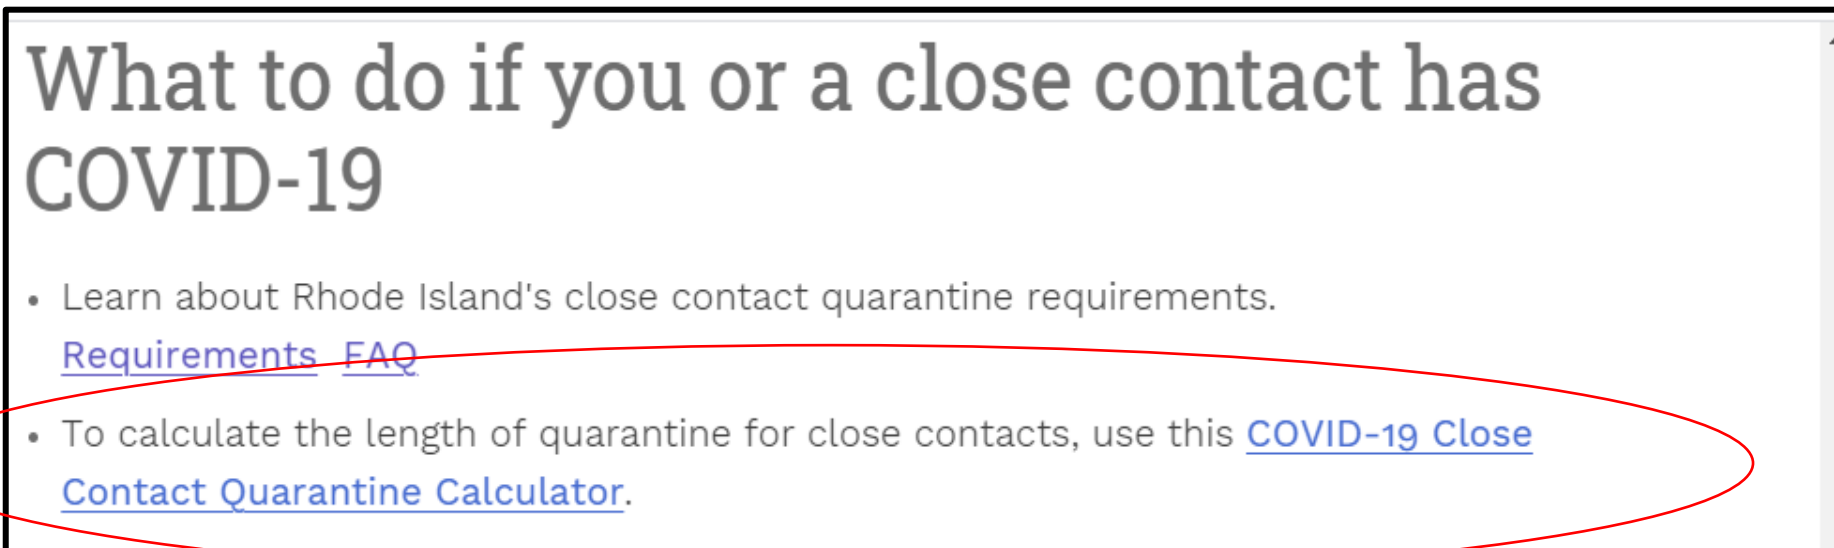 What to do if you or a close contact has
COVID-19
• Learn about Rhode Island's close contact quarantine requirements.
Requirements FAQ
• To calculate the length of quarantine for close contacts, use this COVID-19 Close
Contact Quarantine Calculator.